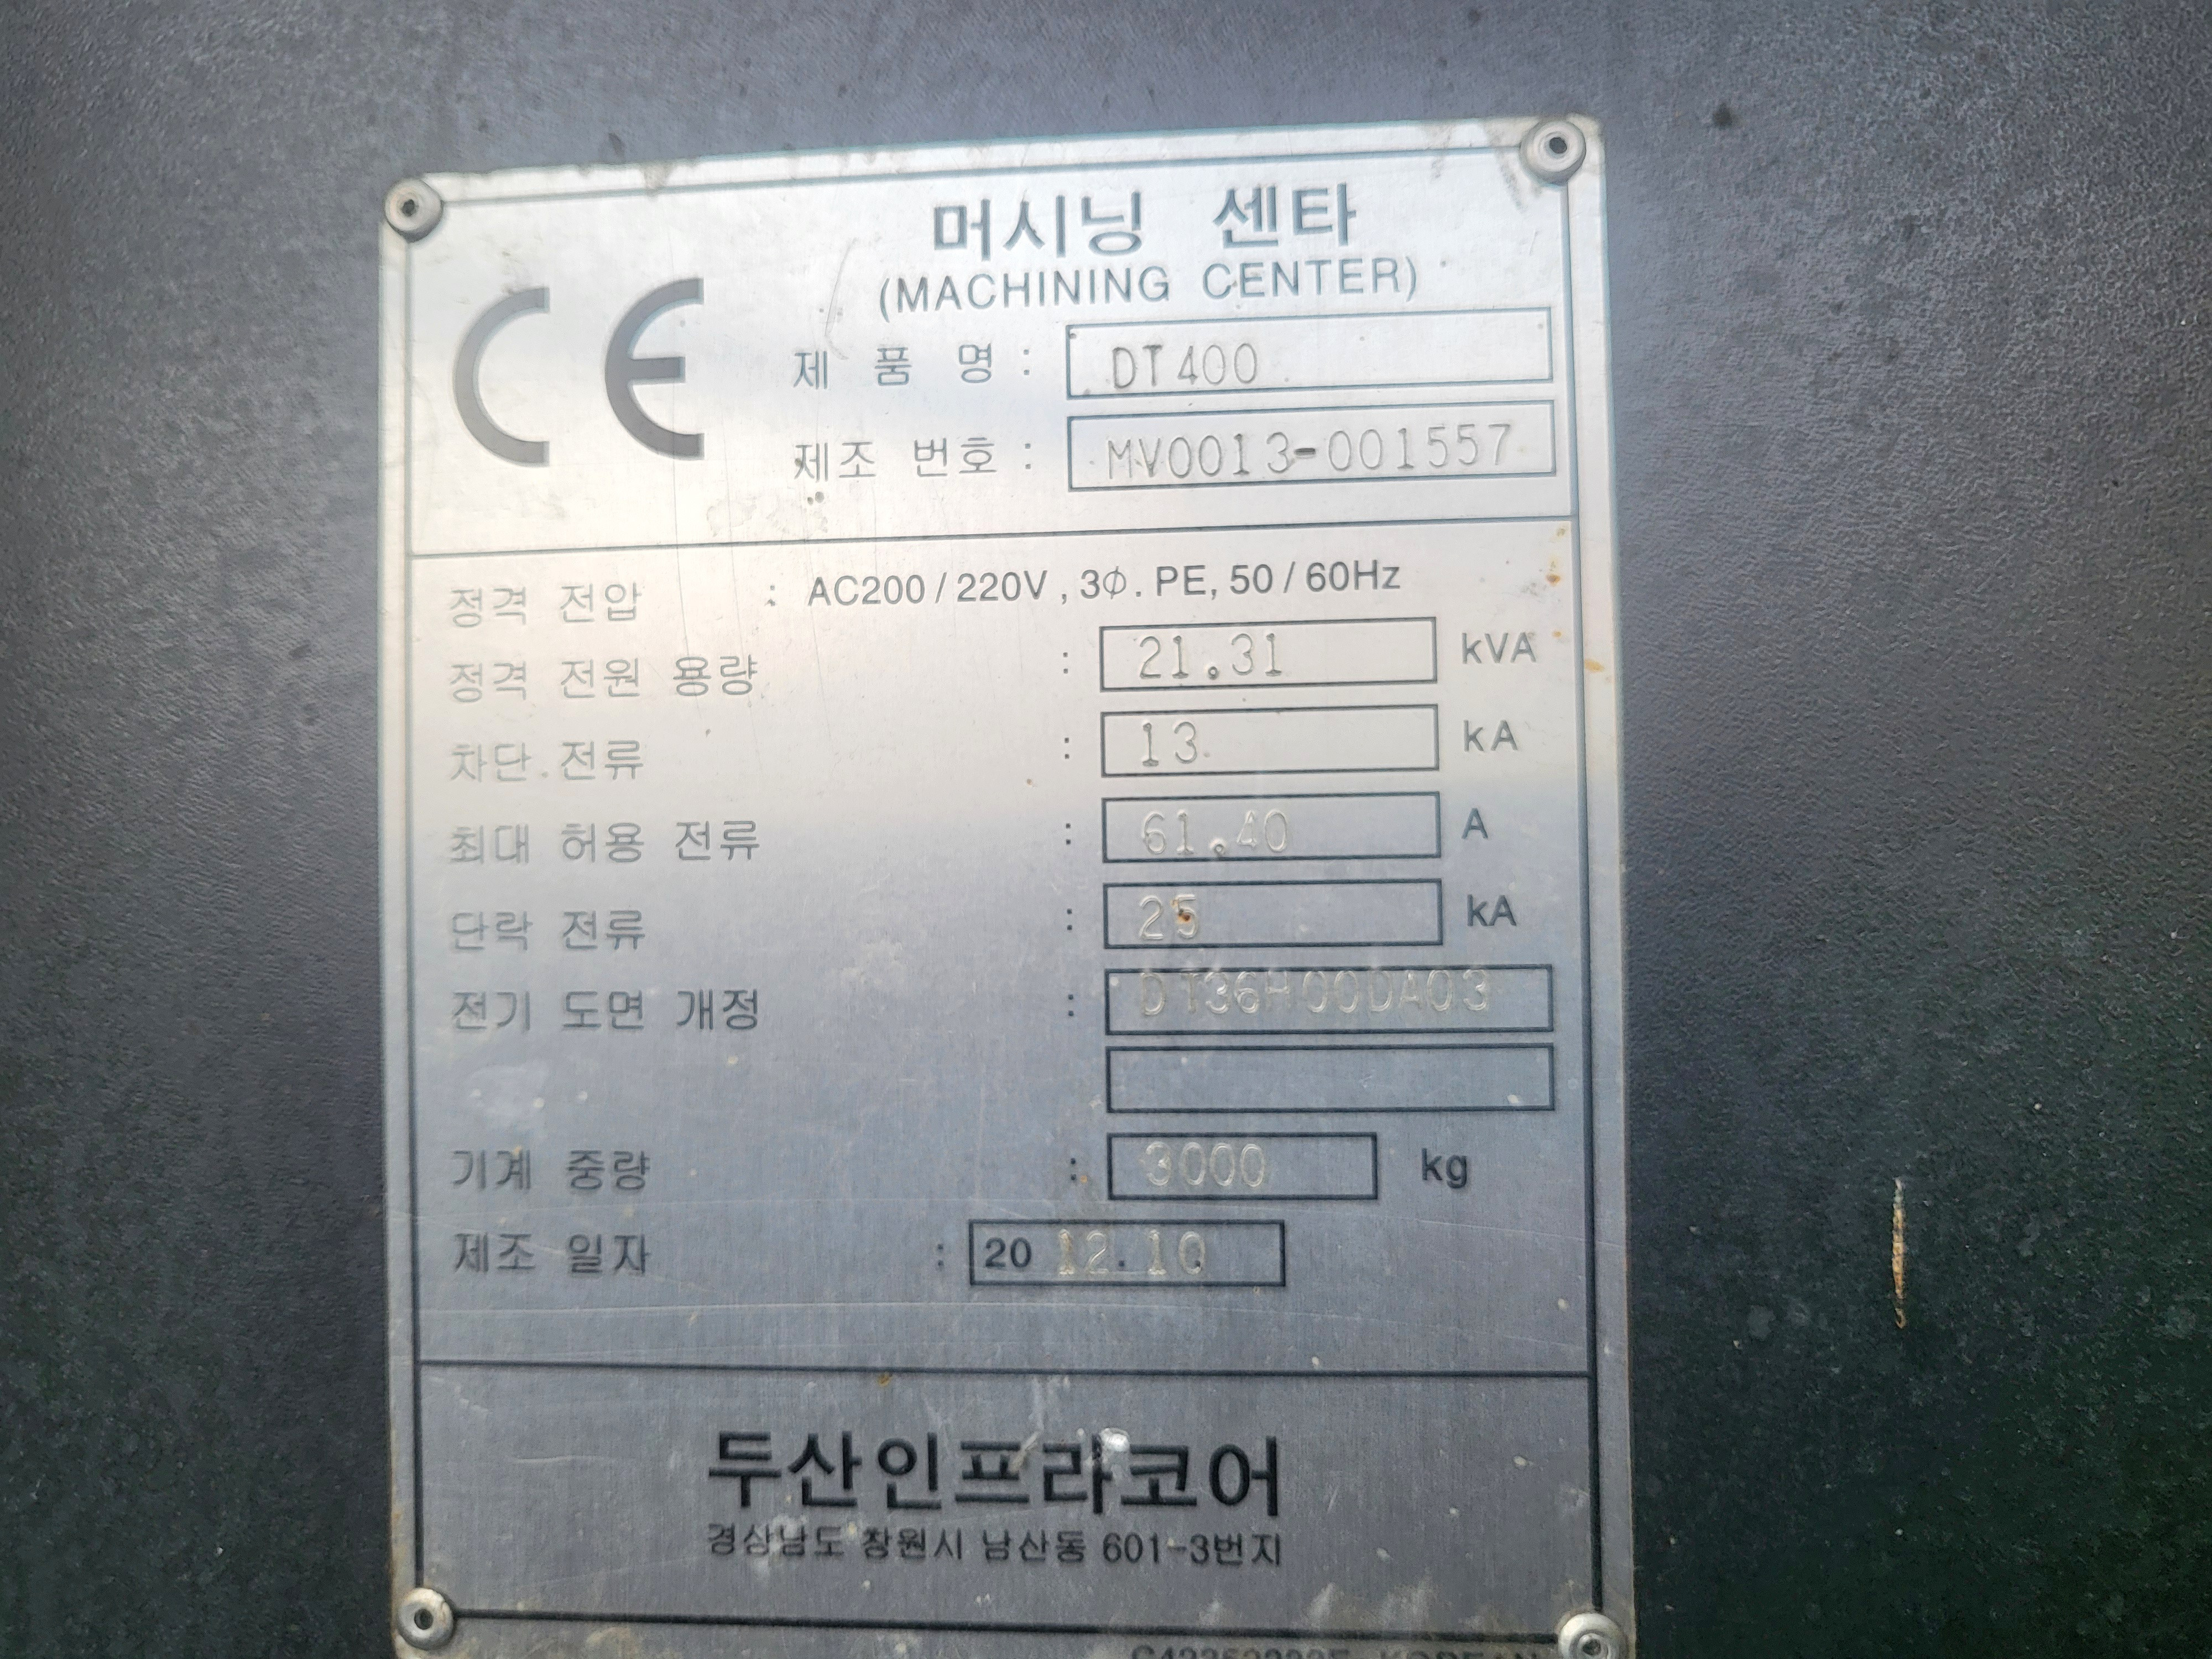 머시닝 센타
(MACHINING CENTER)
CE
제 품 명 : DT400
제조 번호 : MV0013-001557
정격 전압 : AC200/220V, 3Φ. PE, 50/60Hz
정격 전원 용량 : 21.31 kVA
차단 전류 : 13 kA
최대 허용 전류 : 61.40 A
단락 전류 : 25 kA
전기 도면 개정 : DT36H00DA03
기계 중량 : 3000 kg
제조 일자 : 2012.10
두산인프라코어
경상남도 창원시 남산동 601-3번지